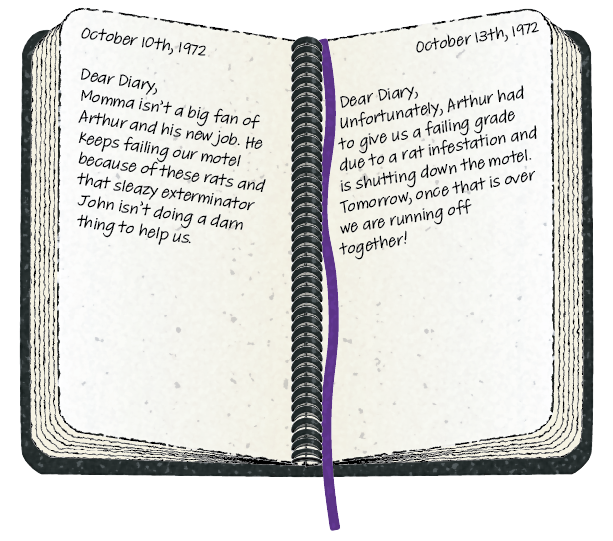 October 10th, 1972
Dear Diary,
Momma isn't a big fan of
Arthur and his new job. He
keeps failing our motel
because of these rats and
that sleazy exterminator
John isn't doing a darn
thing to help us.
October 13th, 1972
Dear Diary,
Unfortunately, Arthur had
to give us a failing grade
due to a rat infestation and
is shutting down the motel.
Tomorrow, once that is over
we are running off
together!